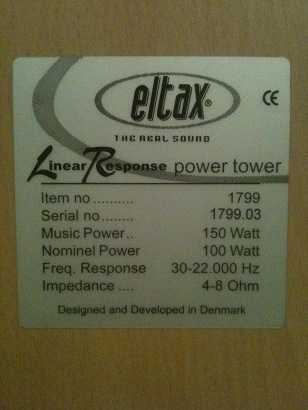 eltax®
CE
THE REAL SOUND
Linear Response power tower
Item no .......... 1799
Serial no........ 1799.03
Music Power.. 150 Watt
Nominel Power 100 Watt
Freq. Response 30-22.000 Hz
Impedance .... 4-8 Ohm
Designed and Developed in Denmark